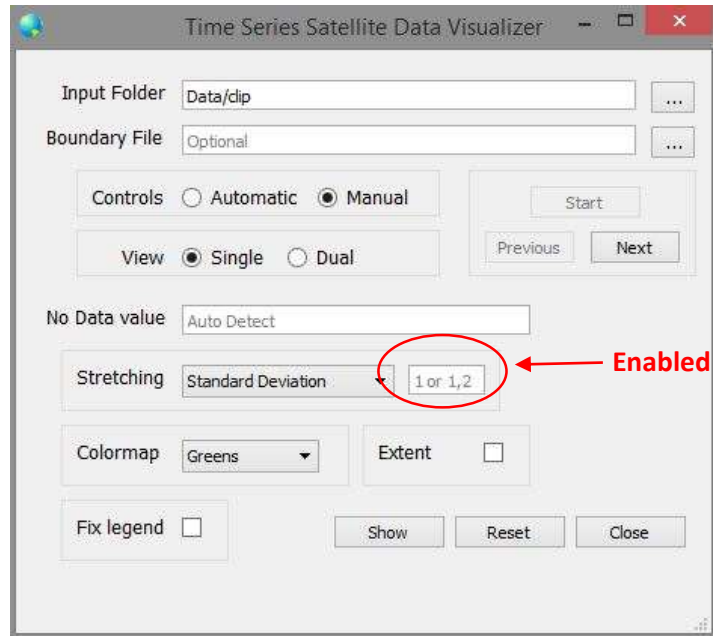 Time Series Satellite Data Visualizer
Input Folder Data/clip ...
Boundary File Optional ...
Controls Automatic Manual Start
View Single Dual Previous Next
No Data value Auto Detect
Stretching Standard Deviation 1 or 1,2 Enabled
Colormap Greens Extent
Fix legend Show Reset Close